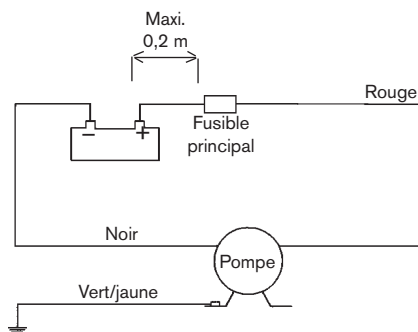 Maxi.
0,2 m
Rouge
− +
Fusible
principal
Noir
Pompe
Vert/jaune